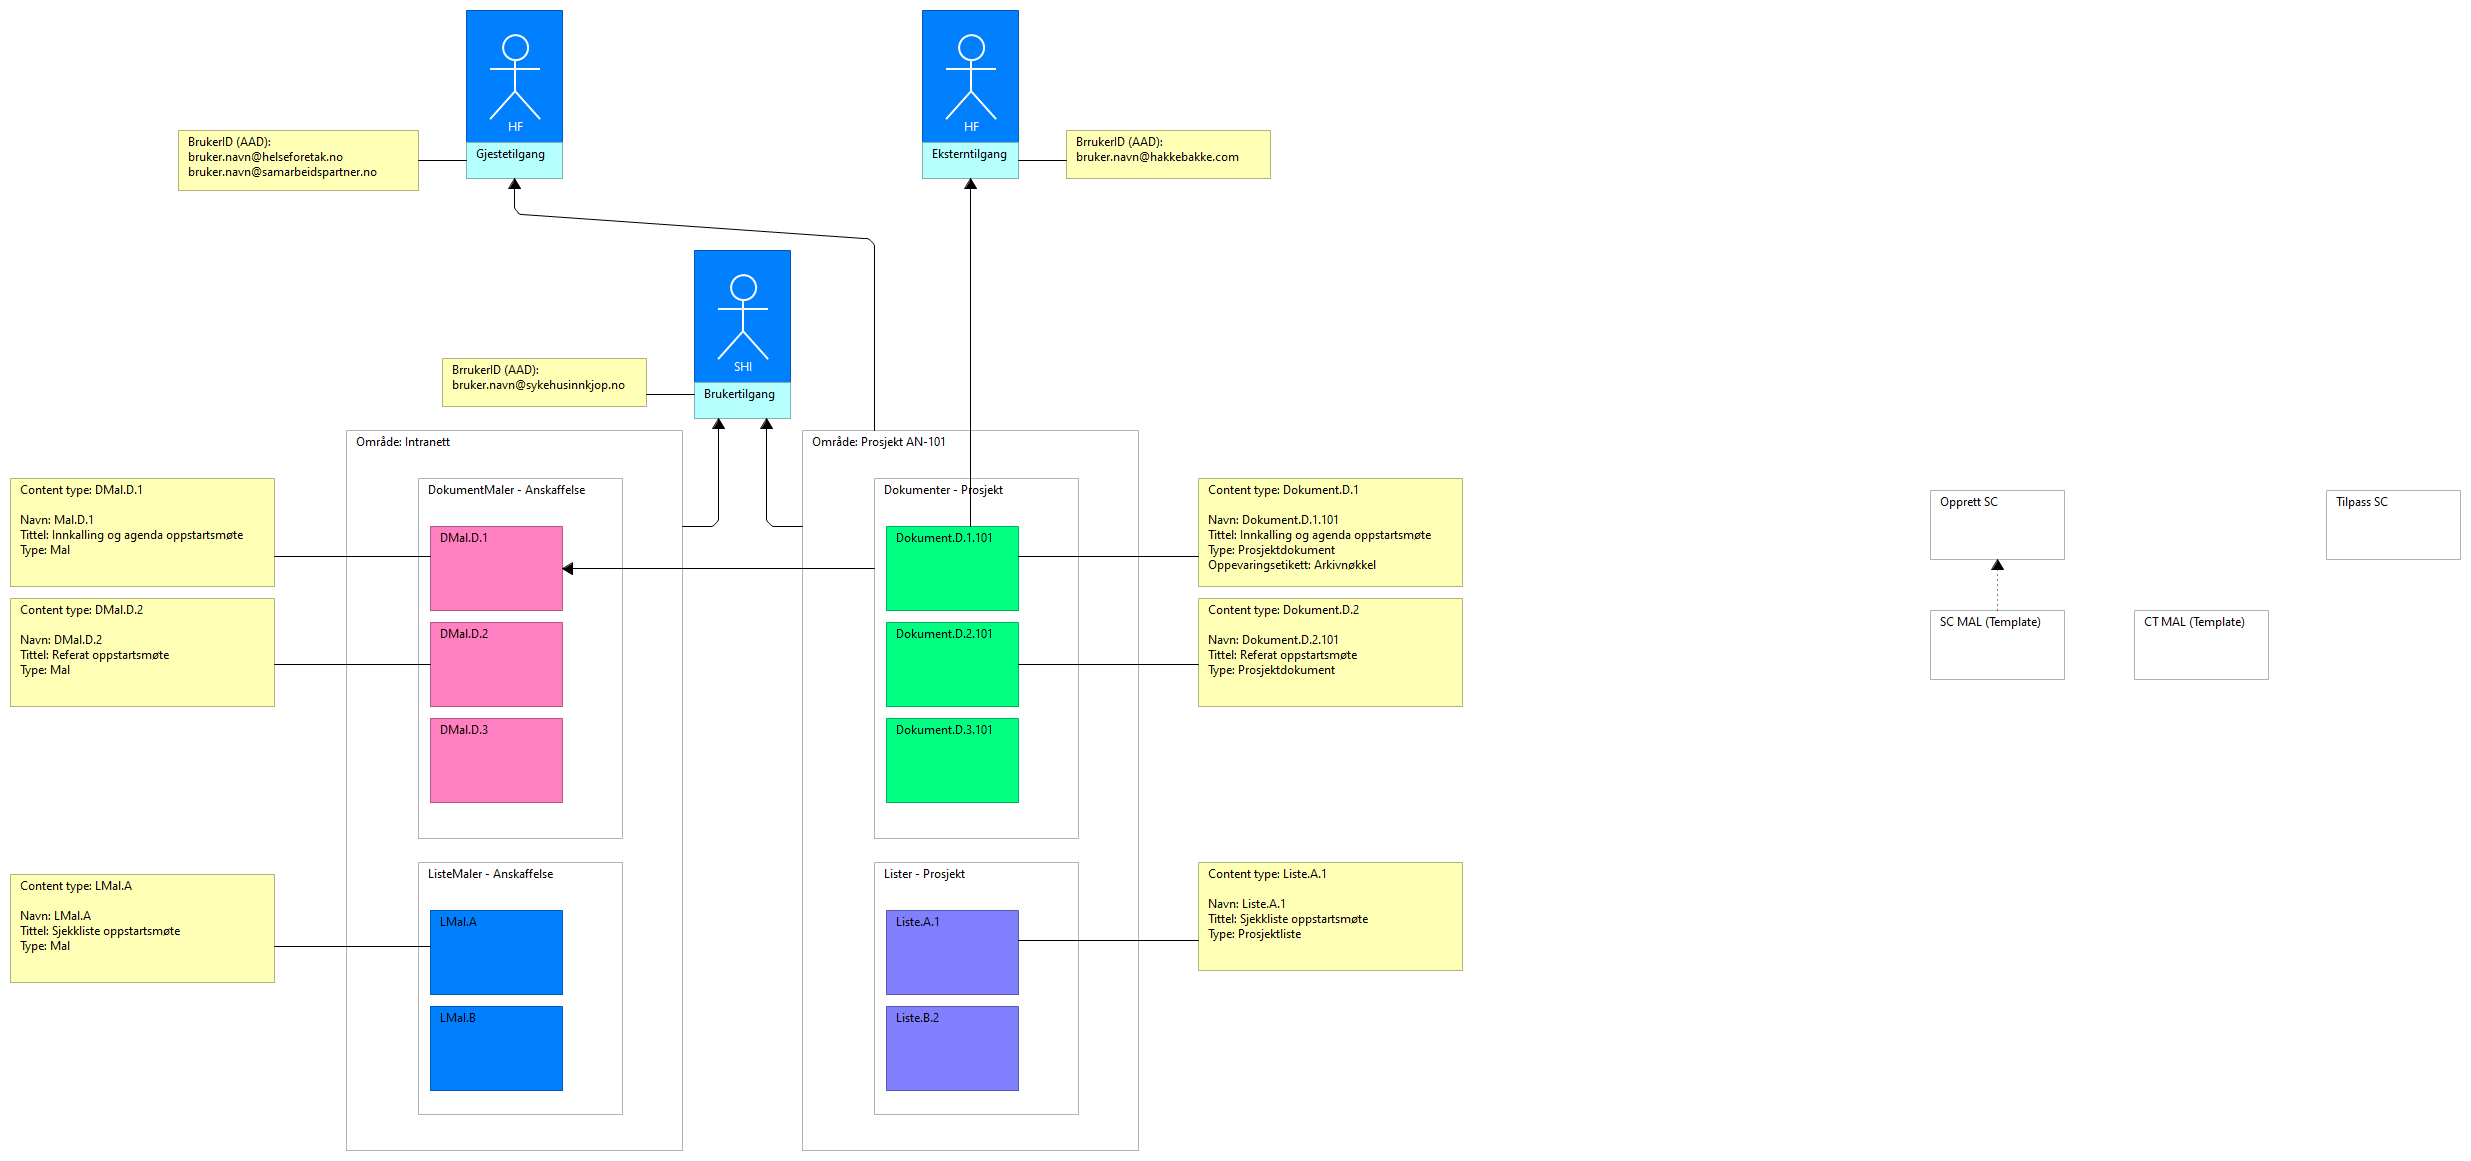 HF
Gjestetilgang
HF
Eksterntilgang
BrukerID (AAD):
bruker.navn@helseforetak.no
bruker.navn@samarbeidspartner.no
BrrukerID (AAD):
bruker.navn@hakkebakke.com
SHI
Brukertilgang
BrrukerID (AAD):
bruker.navn@sykehusinnkjop.no
Område: Intranett
DokumentMaler - Anskaffelse
DMal.D.1
DMal.D.2
DMal.D.3
ListeMaler - Anskaffelse
LMal.A
LMal.B
Content type: DMal.D.1
Navn: Mal.D.1
Tittel: Innkalling og agenda oppstartsmøte
Type: Mal
Content type: DMal.D.2
Navn: DMal.D.2
Tittel: Referat oppstartsmøte
Type: Mal
Content type: LMal.A
Navn: LMal.A
Tittel: Sjekkliste oppstartsmøte
Type: Mal
Område: Prosjekt AN-101
Dokumenter - Prosjekt
Dokument.D.1.101
Dokument.D.2.101
Dokument.D.3.101
Lister - Prosjekt
Liste.A.1
Liste.B.2
Content type: Dokument.D.1
Navn: Dokument.D.1.101
Tittel: Innkalling og agenda oppstartsmøte
Type: Prosjektdokument
Oppevaringsetikett: Arkivnøkkel
Content type: Dokument.D.2
Navn: Dokument.D.2.101
Tittel: Referat oppstartsmøte
Type: Prosjektdokument
Content type: Liste.A.1
Navn: Liste.A.1
Tittel: Sjekkliste oppstartsmøte
Type: Prosjektliste
Opprett SC
Tilpass SC
SC MAL (Template)
CT MAL (Template)